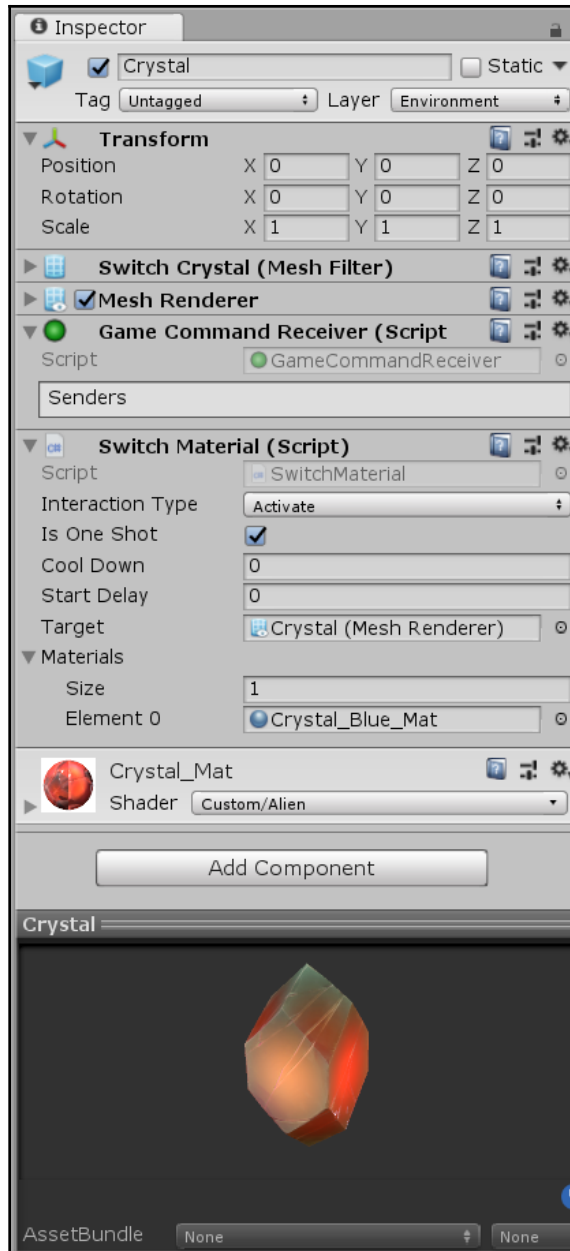 Inspector
Crystal Static
Tag Untagged Layer Environment
Transform
Position X 0 Y 0 Z 0
Rotation X 0 Y 0 Z 0
Scale X 1 Y 1 Z 1
Switch Crystal (Mesh Filter)
Mesh Renderer
Game Command Receiver (Script
Script GameCommandReceiver
Senders
Switch Material (Script)
Script SwitchMaterial
Interaction Type Activate
Is One Shot
Cool Down 0
Start Delay 0
Target Crystal (Mesh Renderer)
Materials
Size 1
Element 0 Crystal_Blue_Mat
Crystal_Mat
Shader Custom/Alien
Add Component
Crystal
AssetBundle None None